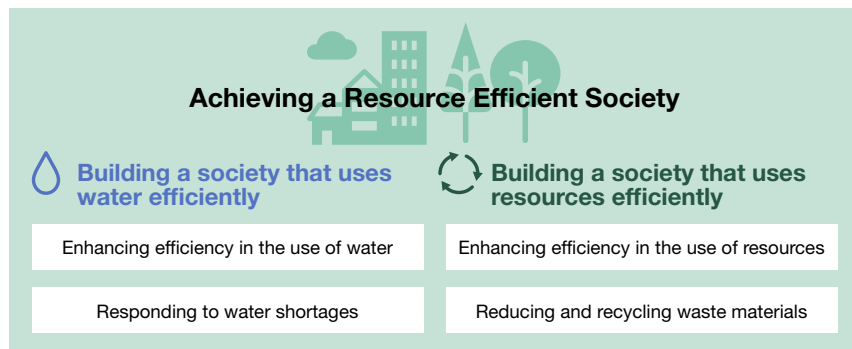 Achieving a Resource Efficient Society
Building a society that uses
water efficiently
Enhancing efficiency in the use of water
Responding to water shortages
Building a society that uses
resources efficiently
Enhancing efficiency in the use of resources
Reducing and recycling waste materials